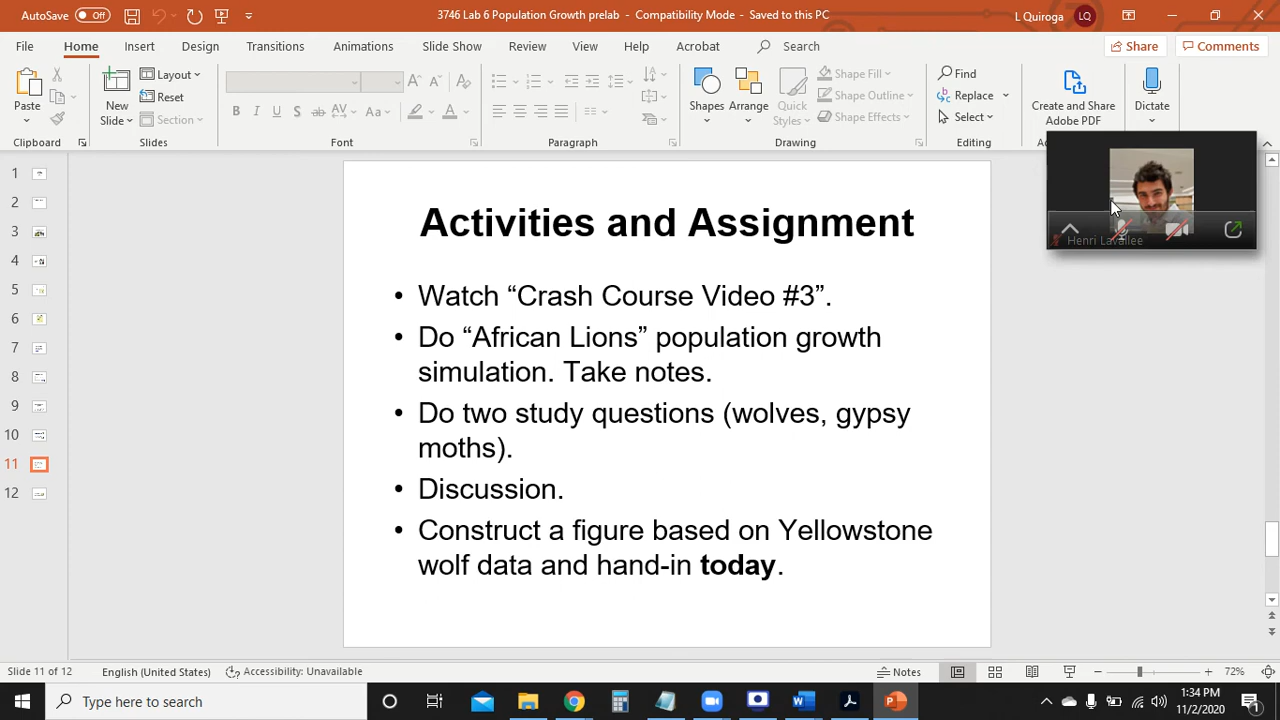 AutoSave Off 3746 Lab 6 Population Growth prelab - Compatibility Mode - Saved to this PC L Quiroga LQ
File Home Insert Design Transitions Animations Slide Show Review View Help Acrobat Search Share Comments
Paste
New
Slide
Layout
Reset
Section
Shapes
Arrange
Quick
Styles
Shape Fill
Shape Outline
Shape Effects
Find
Replace
Select
Create and Share
Adobe PDF
Dictate
Clipboard Slides Font Paragraph Drawing Editing
Henri Lavallee
1
2
3
4
5
6
7
8
9
10
11
12
Activities and Assignment
• Watch “Crash Course Video #3”.
• Do “African Lions” population growth
simulation. Take notes.
• Do two study questions (wolves, gypsy
moths).
• Discussion.
• Construct a figure based on Yellowstone
wolf data and hand-in today.
Slide 11 of 12 English (United States) Accessibility: Unavailable Notes 72%
Type here to search
1:34 PM
11/2/2020